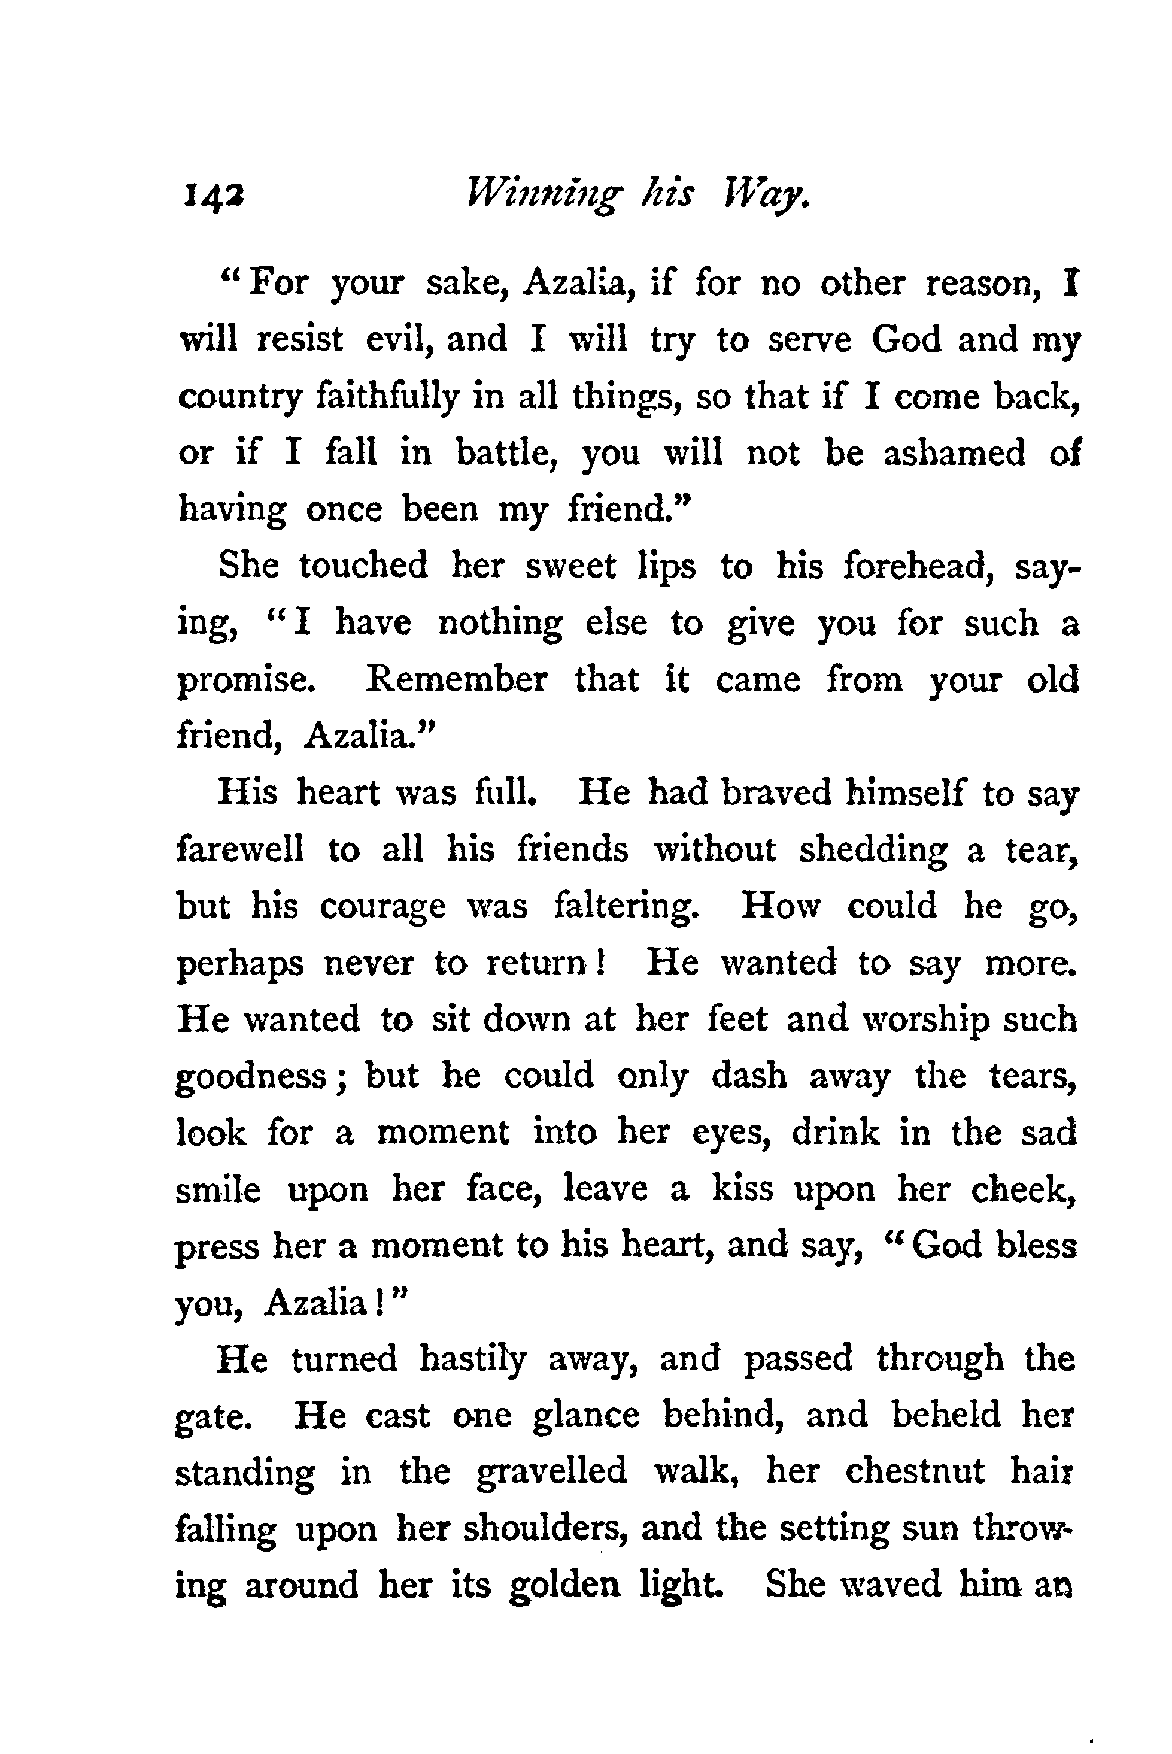 142 Winning his Way.
“ For your sake, Azalia, if for no other reason, I
will resist evil, and I will try to serve God and my
country faithfully in all things, so that if I come back,
or if I fall in battle, you will not be ashamed of
having once been my friend.”
She touched her sweet lips to his forehead, say-
ing, “ I have nothing else to give you for such a
promise. Remember that it came from your old
friend, Azalia.”
His heart was full. He had braved himself to say
farewell to all his friends without shedding a tear,
but his courage was faltering. How could he go,
perhaps never to return ! He wanted to say more.
He wanted to sit down at her feet and worship such
goodness ; but he could only dash away the tears,
look for a moment into her eyes, drink in the sad
smile upon her face, leave a kiss upon her cheek,
press her a moment to his heart, and say, “ God bless
you, Azalia ! ”
He turned hastily away, and passed through the
gate. He cast one glance behind, and beheld her
standing in the gravelled walk, her chestnut hair
falling upon her shoulders, and the setting sun throw-
ing around her its golden light. She waved him an